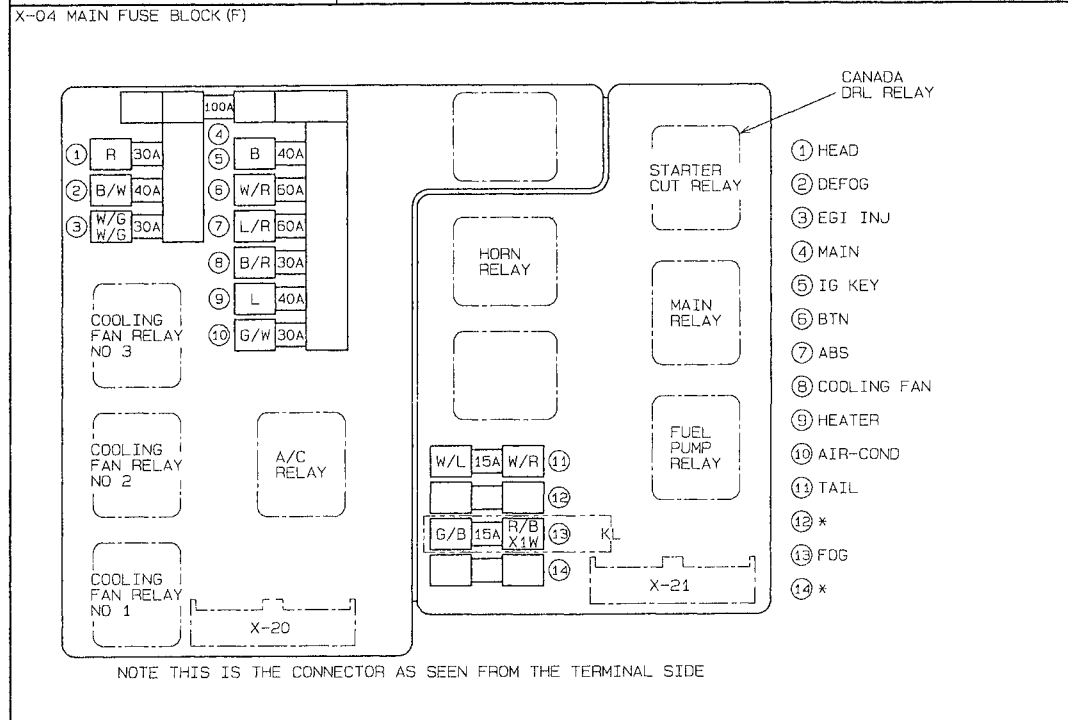 X-04 MAIN FUSE BLOCK (F)
CANADA
DRL RELAY
100A
4
1 R 30A
5 B 40A
2 B/W 40A
6 W/R 60A
3 W/G 30A
W/G
7 L/R 60A
8 B/R 30A
9 L 40A
10 G/W 30A
COOLING
FAN RELAY
NO 3
COOLING
FAN RELAY
NO 2
COOLING
FAN RELAY
NO 1
A/C
RELAY
X-20
HORN
RELAY
W/L 15A W/R 11
12
G/B 15A R/B 13 KL
X1W
14
STARTER
CUT RELAY
MAIN
RELAY
FUEL
PUMP
RELAY
X-21
1 HEAD
2 DEFOG
3 EGI INJ
4 MAIN
5 IG KEY
6 BTN
7 ABS
8 COOLING FAN
9 HEATER
10 AIR-COND
11 TAIL
12 *
13 FOG
14 *
NOTE THIS IS THE CONNECTOR AS SEEN FROM THE TERMINAL SIDE